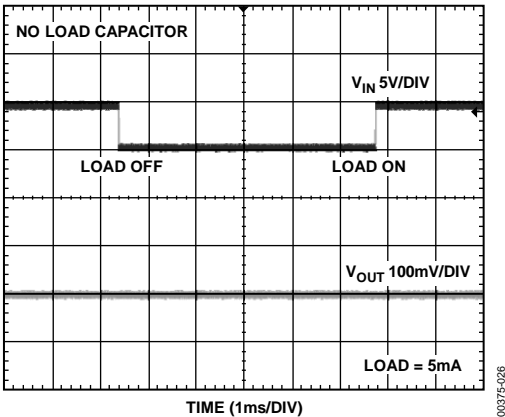 NO LOAD CAPACITOR
V_IN 5V/DIV
LOAD OFF
LOAD ON
V_OUT 100mV/DIV
LOAD = 5mA
TIME (1ms/DIV)
00375-026